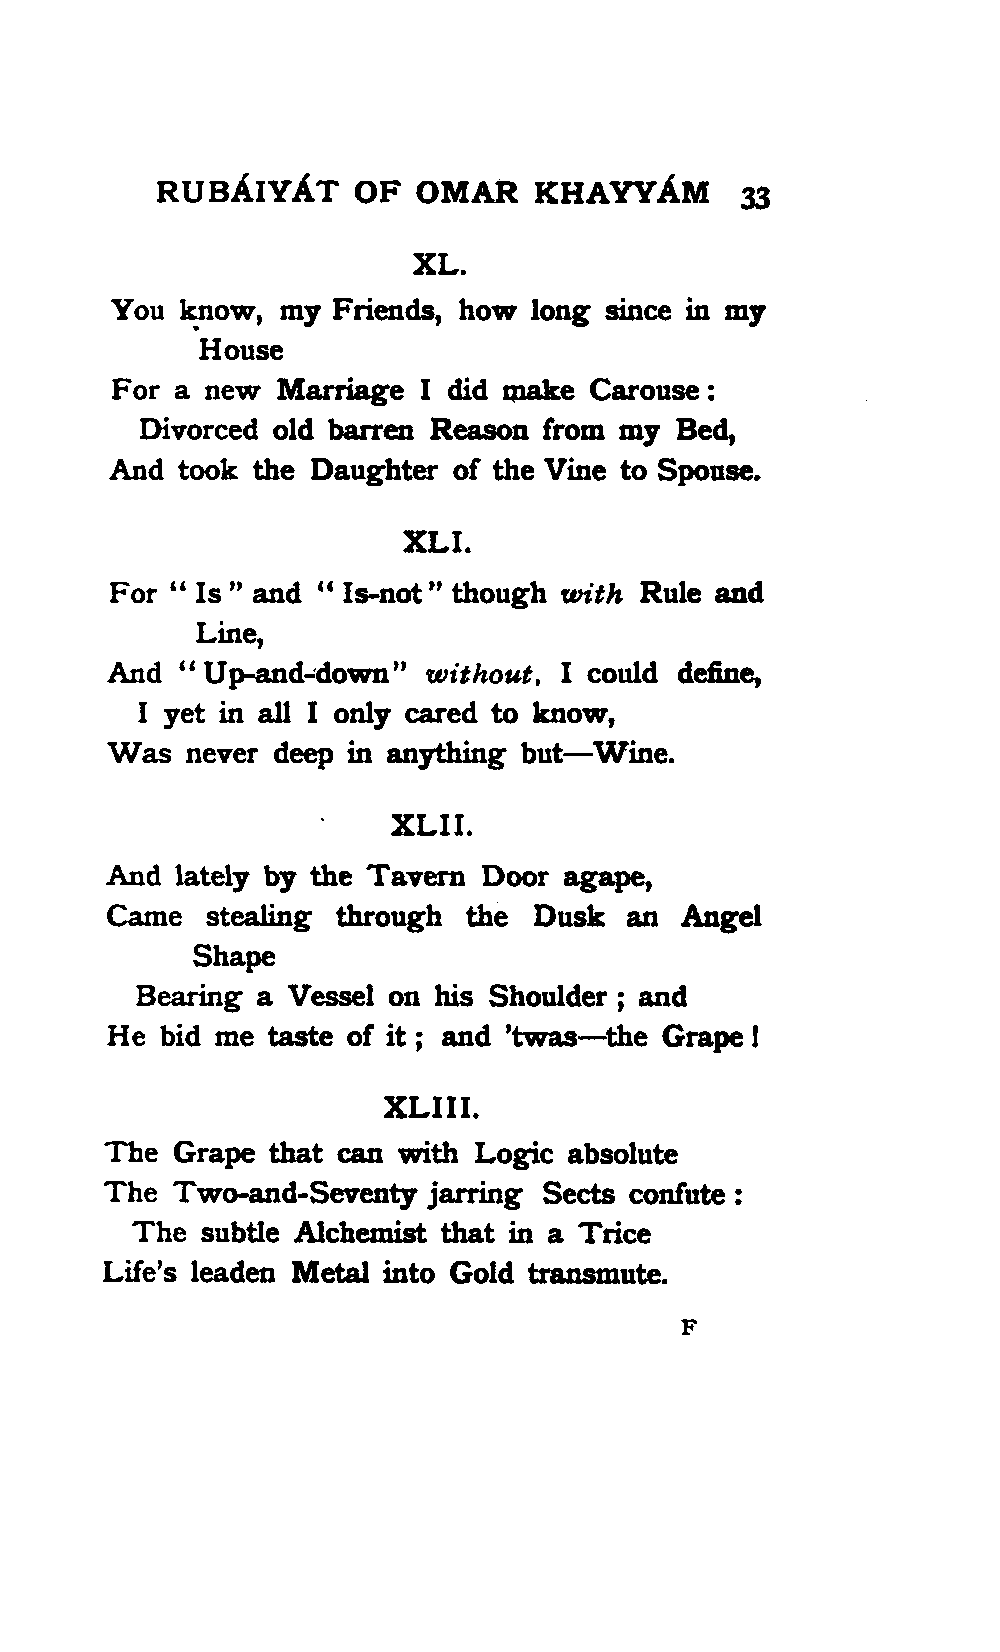 RUBÁIYÁT OF OMAR KHAYYÁM 33
XL.
You know, my Friends, how long since in my
House
For a new Marriage I did make Carouse :
Divorced old barren Reason from my Bed,
And took the Daughter of the Vine to Spouse.
XLI.
For “ Is ” and “ Is-not ” though with Rule and
Line,
And “ Up-and-down” without, I could define,
I yet in all I only cared to know,
Was never deep in anything but—Wine.
XLII.
And lately by the Tavern Door agape,
Came stealing through the Dusk an Angel
Shape
Bearing a Vessel on his Shoulder ; and
He bid me taste of it ; and ’twas—the Grape !
XLIII.
The Grape that can with Logic absolute
The Two-and-Seventy jarring Sects confute :
The subtle Alchemist that in a Trice
Life’s leaden Metal into Gold transmute.
F